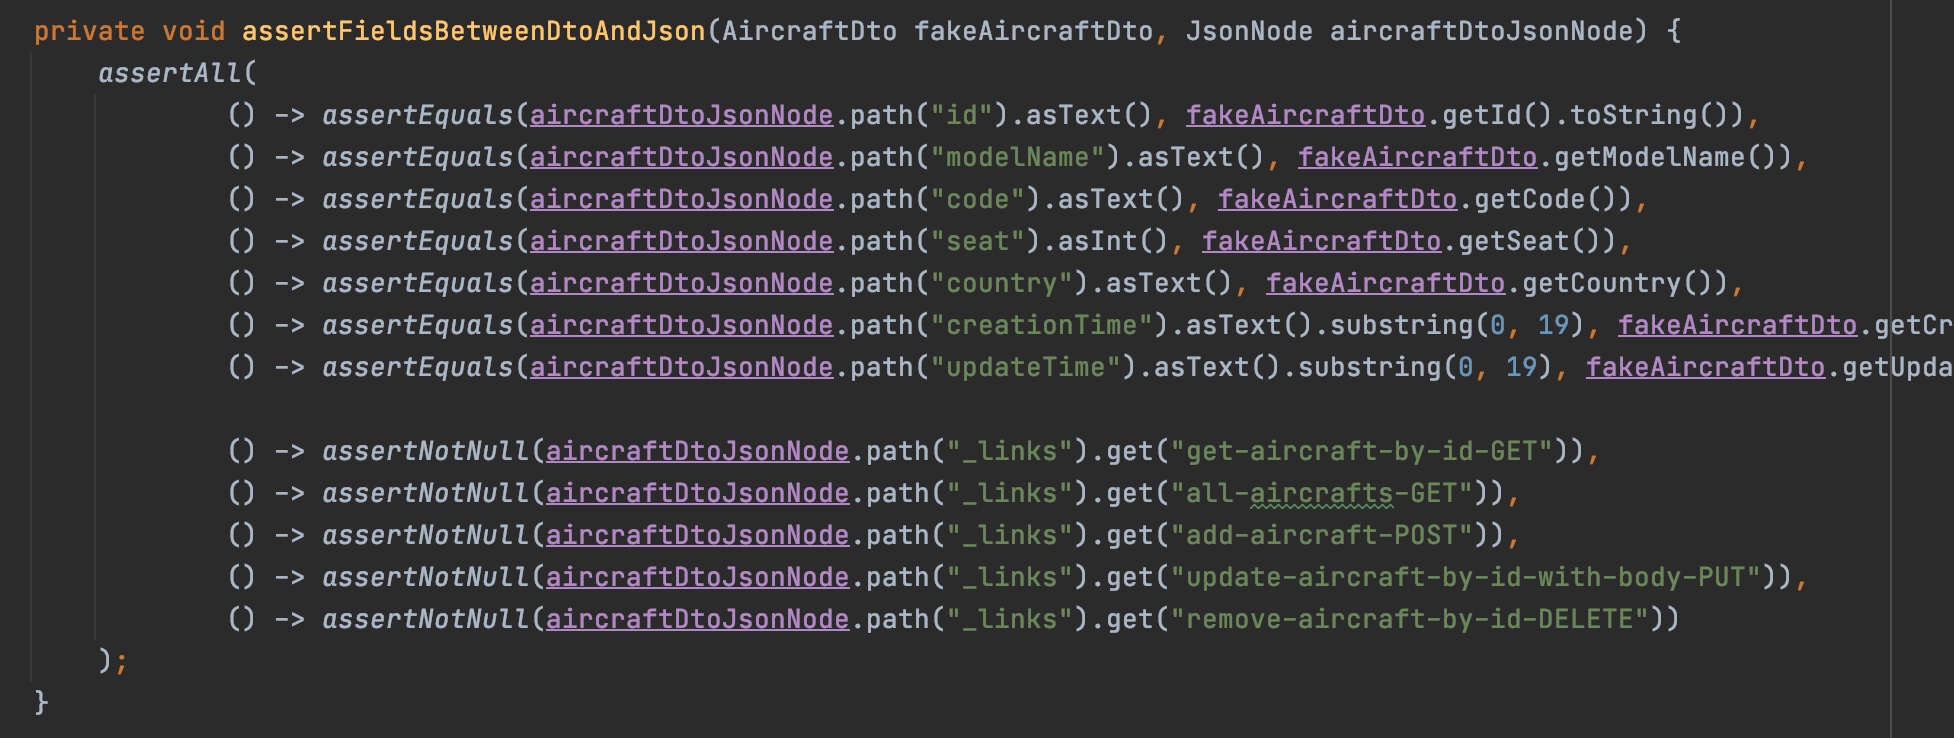 private void assertFieldsBetweenDtoAndJson(AircraftDto fakeAircraftDto, JsonNode aircraftDtoJsonNode) {
assertAll(
() -> assertEquals(aircraftDtoJsonNode.path("id").asText(), fakeAircraftDto.getId().toString()),
() -> assertEquals(aircraftDtoJsonNode.path("modelName").asText(), fakeAircraftDto.getModelName()),
() -> assertEquals(aircraftDtoJsonNode.path("code").asText(), fakeAircraftDto.getCode()),
() -> assertEquals(aircraftDtoJsonNode.path("seat").asInt(), fakeAircraftDto.getSeat()),
() -> assertEquals(aircraftDtoJsonNode.path("country").asText(), fakeAircraftDto.getCountry()),
() -> assertEquals(aircraftDtoJsonNode.path("creationTime").asText().substring(0, 19), fakeAircraftDto.getCr
() -> assertEquals(aircraftDtoJsonNode.path("updateTime").asText().substring(0, 19), fakeAircraftDto.getUpda
() -> assertNotNull(aircraftDtoJsonNode.path("_links").get("get-aircraft-by-id-GET")),
() -> assertNotNull(aircraftDtoJsonNode.path("_links").get("all-aircrafts-GET")),
() -> assertNotNull(aircraftDtoJsonNode.path("_links").get("add-aircraft-POST")),
() -> assertNotNull(aircraftDtoJsonNode.path("_links").get("update-aircraft-by-id-with-body-PUT")),
() -> assertNotNull(aircraftDtoJsonNode.path("_links").get("remove-aircraft-by-id-DELETE"))
);
}